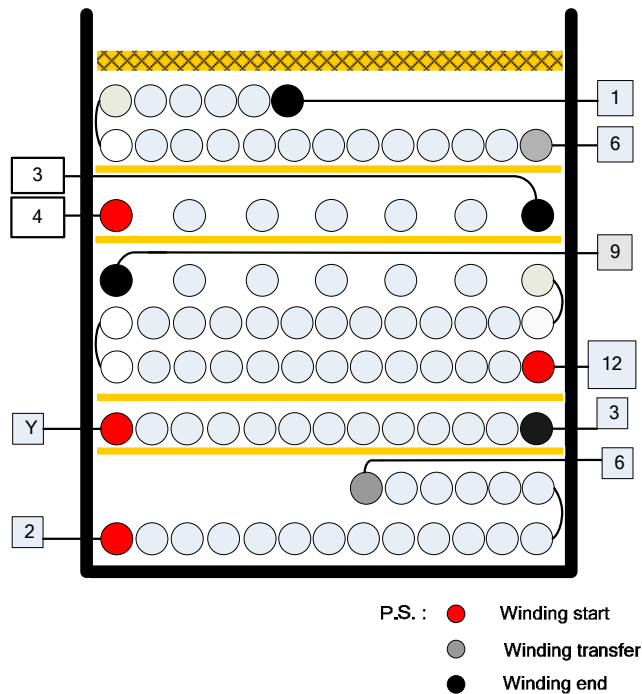 1
6
3
4
9
12
Y
3
6
2
P.S. :
Winding start
Winding transfer
Winding end